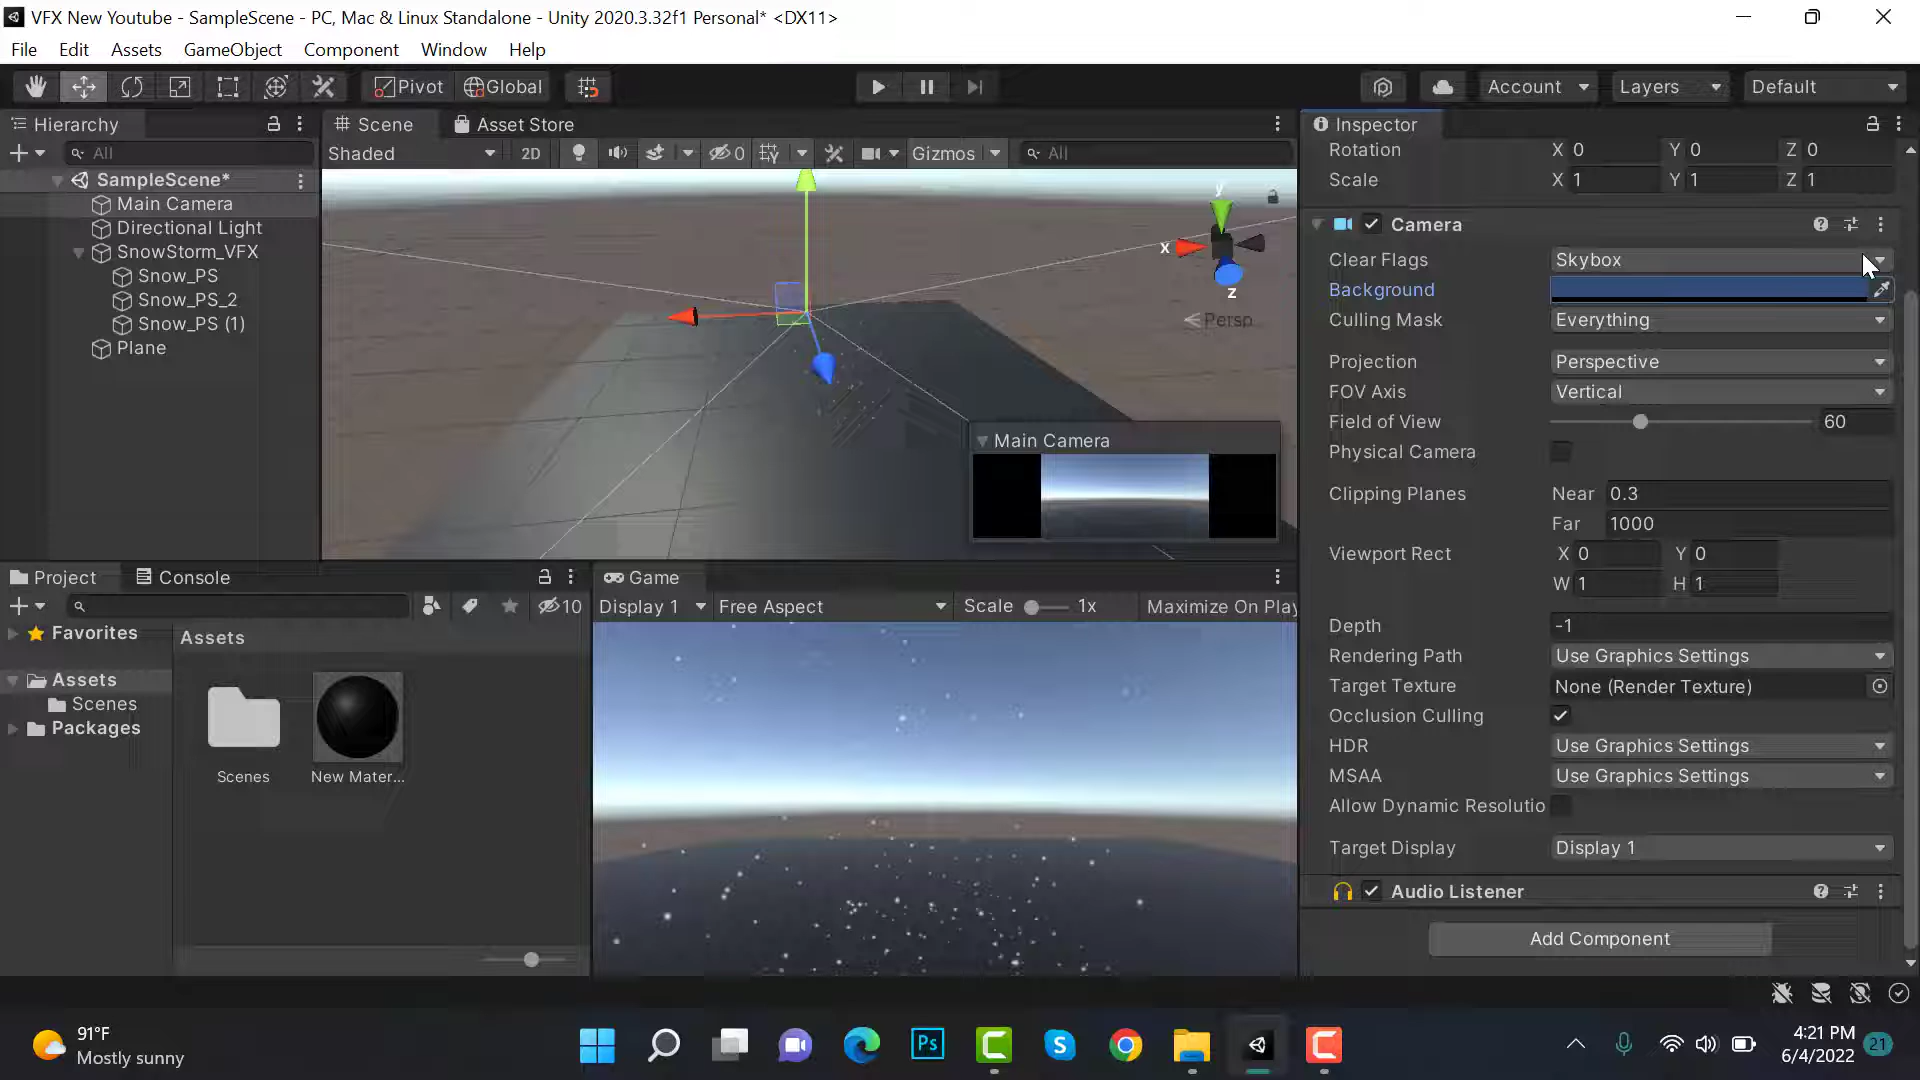 VFX New Youtube - SampleScene - PC, Mac & Linux Standalone - Unity 2020.3.32f1 Personal* <DX11>
File Edit Assets GameObject Component Window Help
Pivot Global Account Layers Default
Hierarchy
All
SampleScene*
Main Camera
Directional Light
SnowStorm_VFX
Snow_PS
Snow_PS_2
Snow_PS (1)
Plane
Scene Asset Store
Shaded 2D 0 Gizmos All
y
x
z
Persp
Main Camera
Inspector
Rotation X 0 Y 0 Z 0
Scale X 1 Y 1 Z 1
Camera
Clear Flags Skybox
Background
Culling Mask Everything
Projection Perspective
FOV Axis Vertical
Field of View 60
Physical Camera
Clipping Planes Near 0.3
Far 1000
Viewport Rect X 0 Y 0
W 1 H 1
Depth -1
Rendering Path Use Graphics Settings
Target Texture None (Render Texture)
Occlusion Culling
HDR Use Graphics Settings
MSAA Use Graphics Settings
Allow Dynamic Resolutio
Target Display Display 1
Audio Listener
Add Component
Project Console
10
Favorites
Assets
Scenes
Packages
Assets
Scenes New Mater...
Game
Display 1 Free Aspect Scale 1x Maximize On Play
91°F
Mostly sunny
Ps
4:21 PM
6/4/2022
21